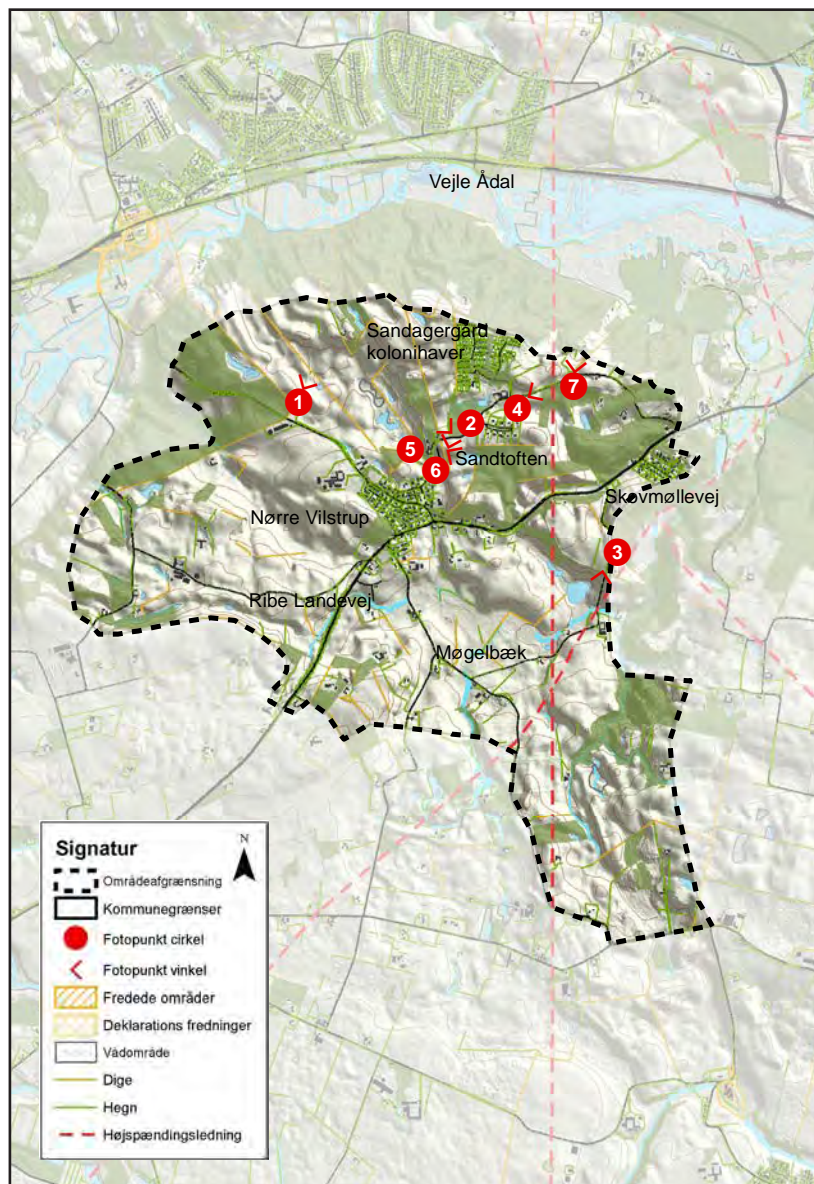 Vejle Ådal
Sandagergård
kolonihaver
7
1
4
2
5
6
Sandtoften
Skovmøllevej
Nørre Vilstrup
3
Ribe Landevej
Møgelbæk
Signatur
N
Områdeafgrænsning
Kommunegrænser
Fotopunkt cirkel
Fotopunkt vinkel
Fredede områder
Deklarations fredninger
Vådområde
Dige
Hegn
Højspændingsledning